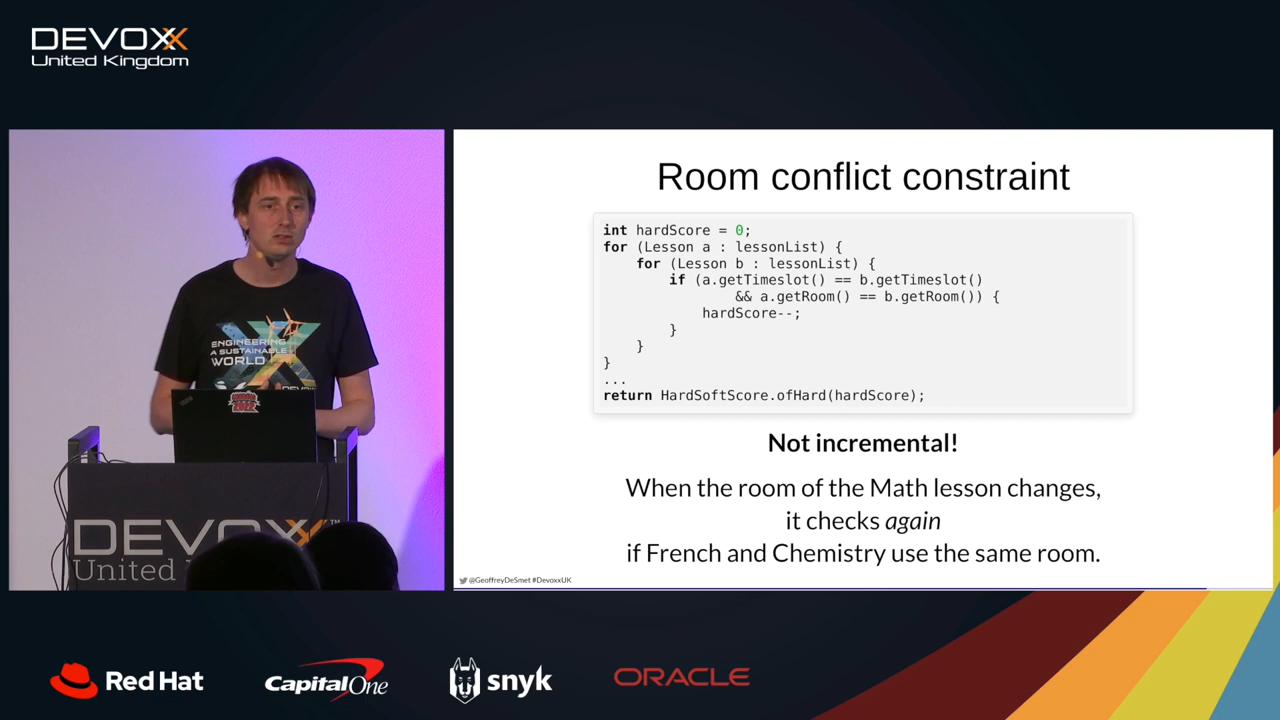 DEVOXX
United Kingdom
ENGINEERING
A SUSTAINABLE
WORLD
DEVOXX
DEVOXX™
United
Room conflict constraint
int hardScore = 0;
for (Lesson a : lessonList) {
    for (Lesson b : lessonList) {
        if (a.getTimeslot() == b.getTimeslot()
                && a.getRoom() == b.getRoom()) {
            hardScore--;
        }
    }
}
...
return HardSoftScore.ofHard(hardScore);
Not incremental!
When the room of the Math lesson changes,
it checks again
if French and Chemistry use the same room.
@GeoffreyDeSmet #DevoxxUK
Red Hat
Capital One
snyk
ORACLE